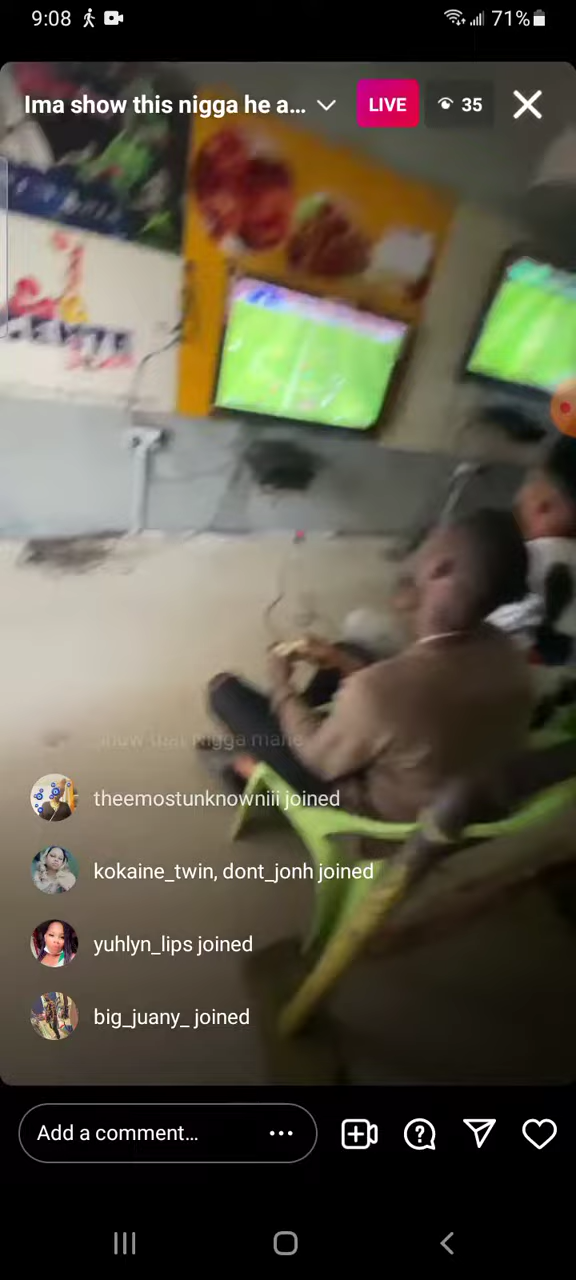 9:08
71%
Ima show this nigga he a...
LIVE
35
theemostunknowniii joined
kokaine_twin, dont_jonh joined
yuhlyn_lips joined
big_juany_ joined
Add a comment...